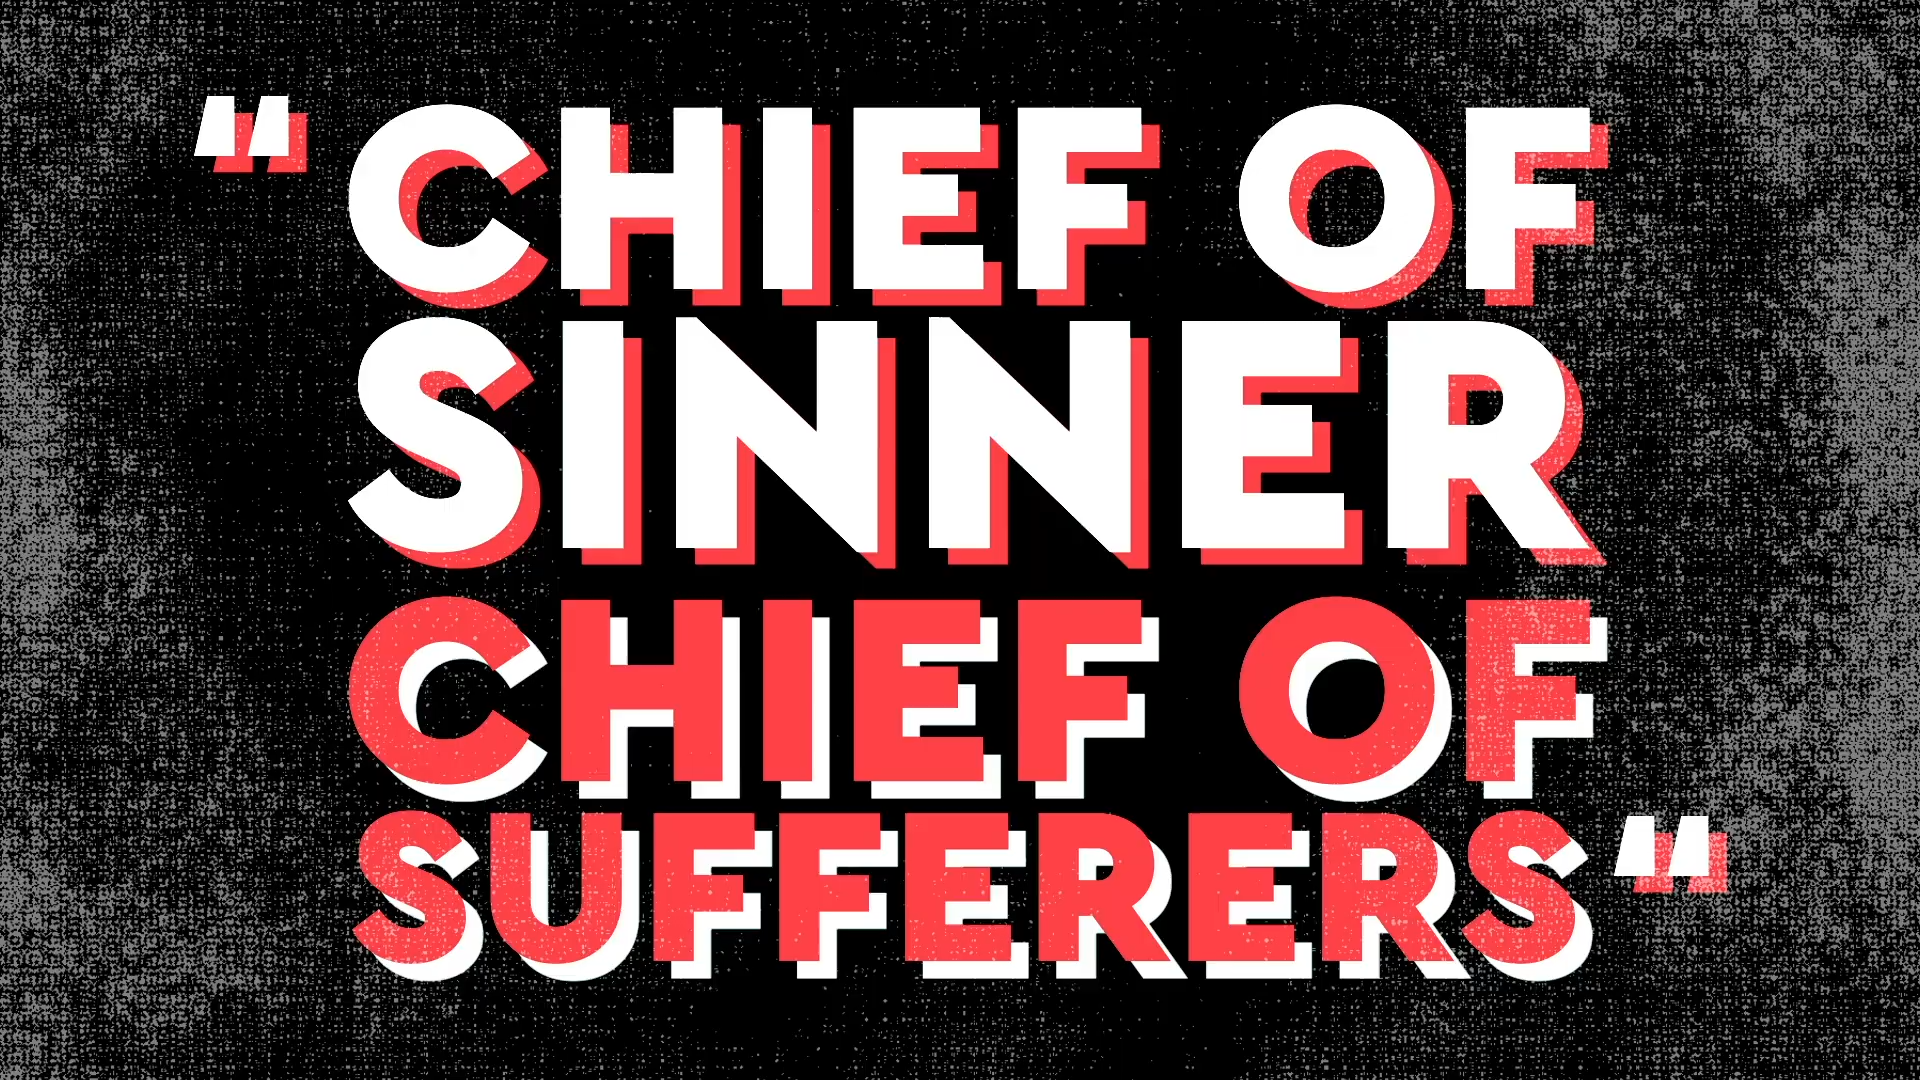 “CHIEF OF
SINNER
CHIEF OF
SUFFERERS“